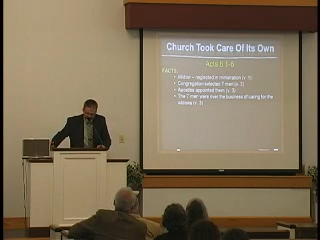 Church Took Care Of Its Own
Acts 6:1-6
FACTS:
• Widow – neglected in ministration (v. 1)
• Congregation selected 7 men (v. 3)
• Apostles appointed them (v. 3)
• The 7 men were over the business of caring for the
widows (v. 3)